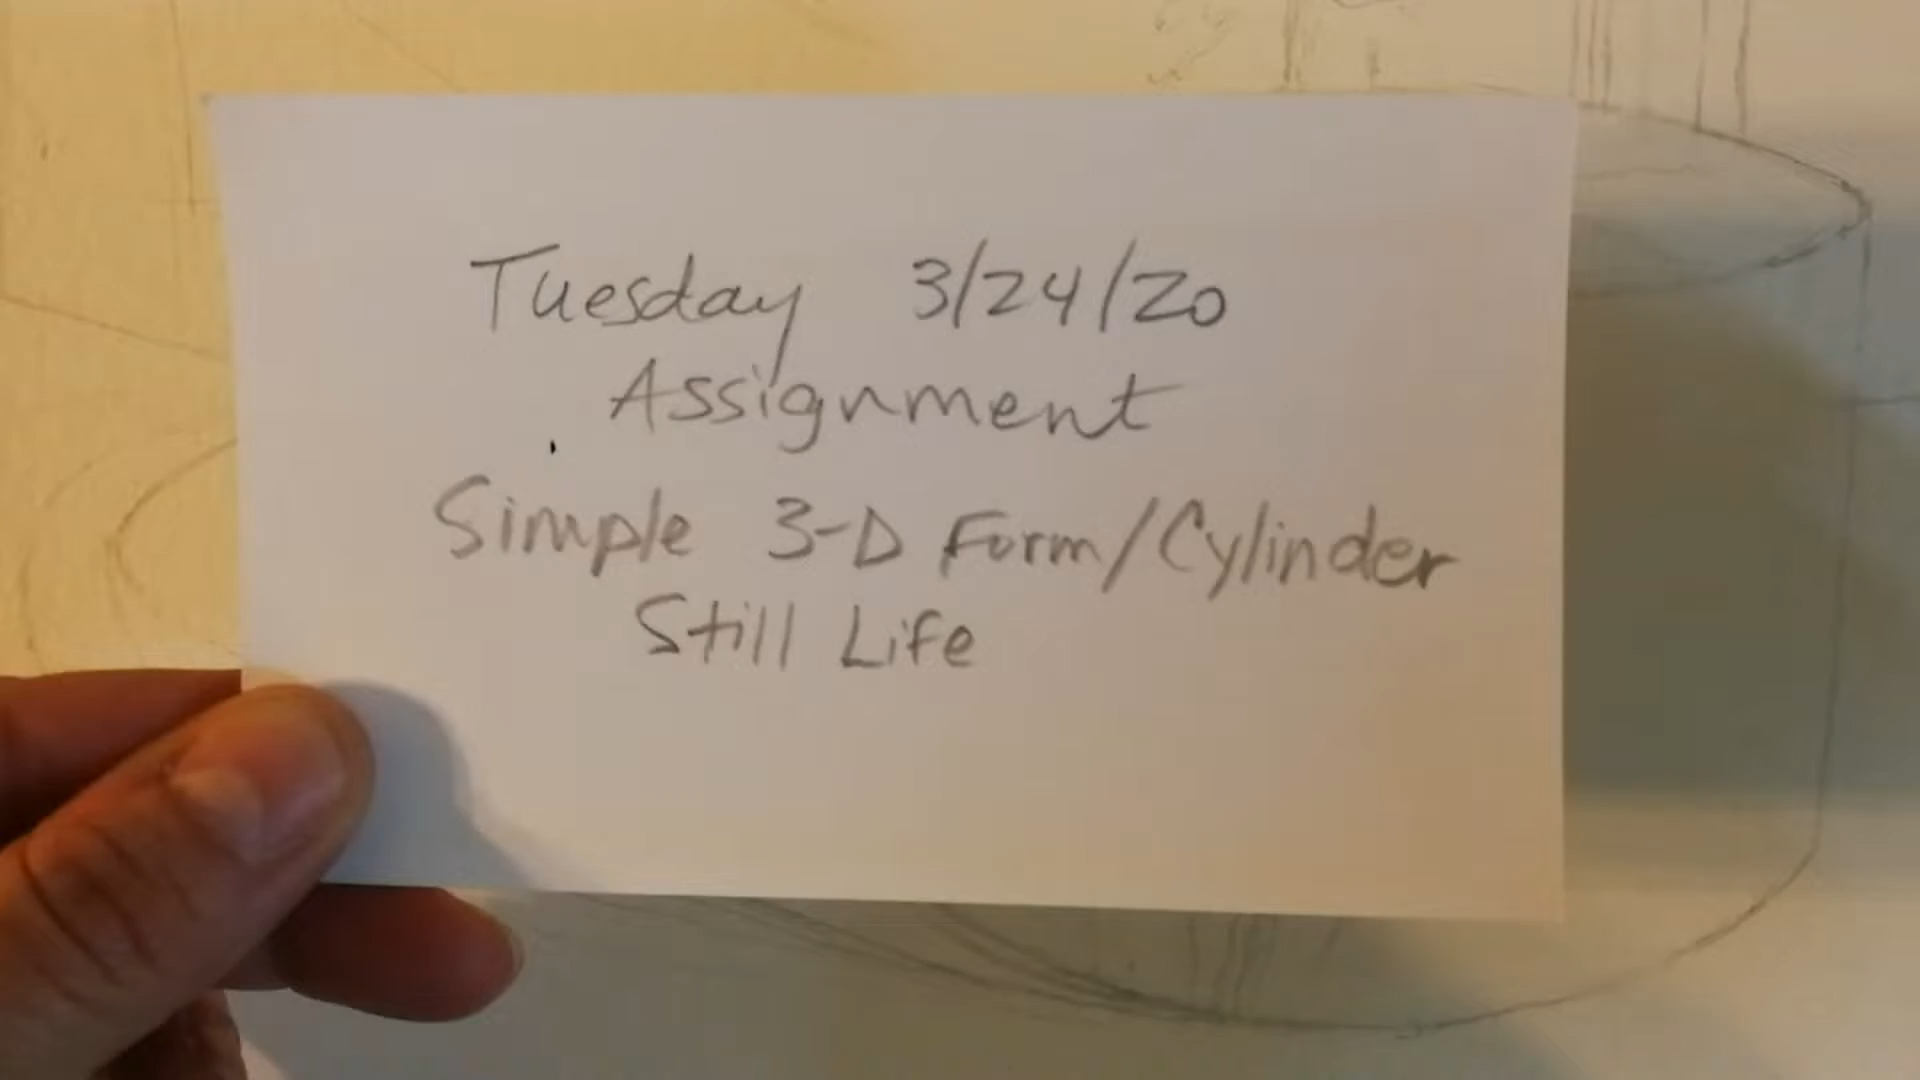 Tuesday 3/24/20
Assignment
Simple 3-D Form/Cylinder
Still Life